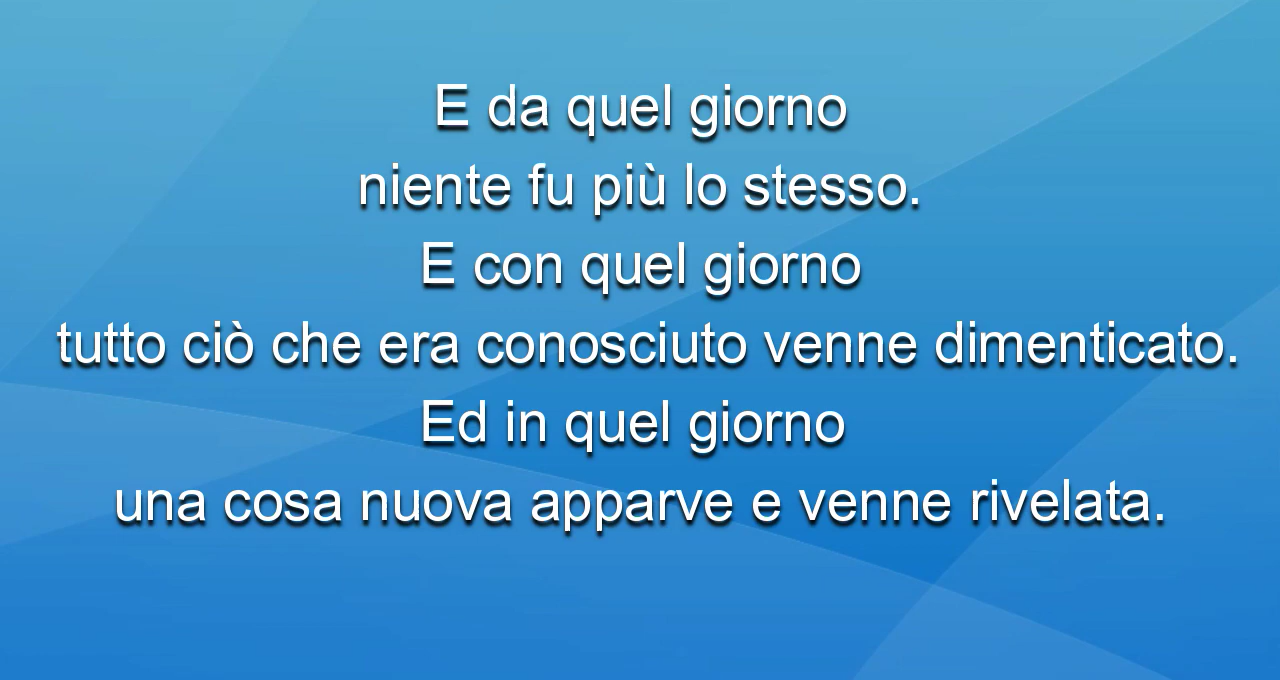 E da quel giorno
niente fu più lo stesso.
E con quel giorno
tutto ciò che era conosciuto venne dimenticato.
Ed in quel giorno
una cosa nuova apparve e venne rivelata.